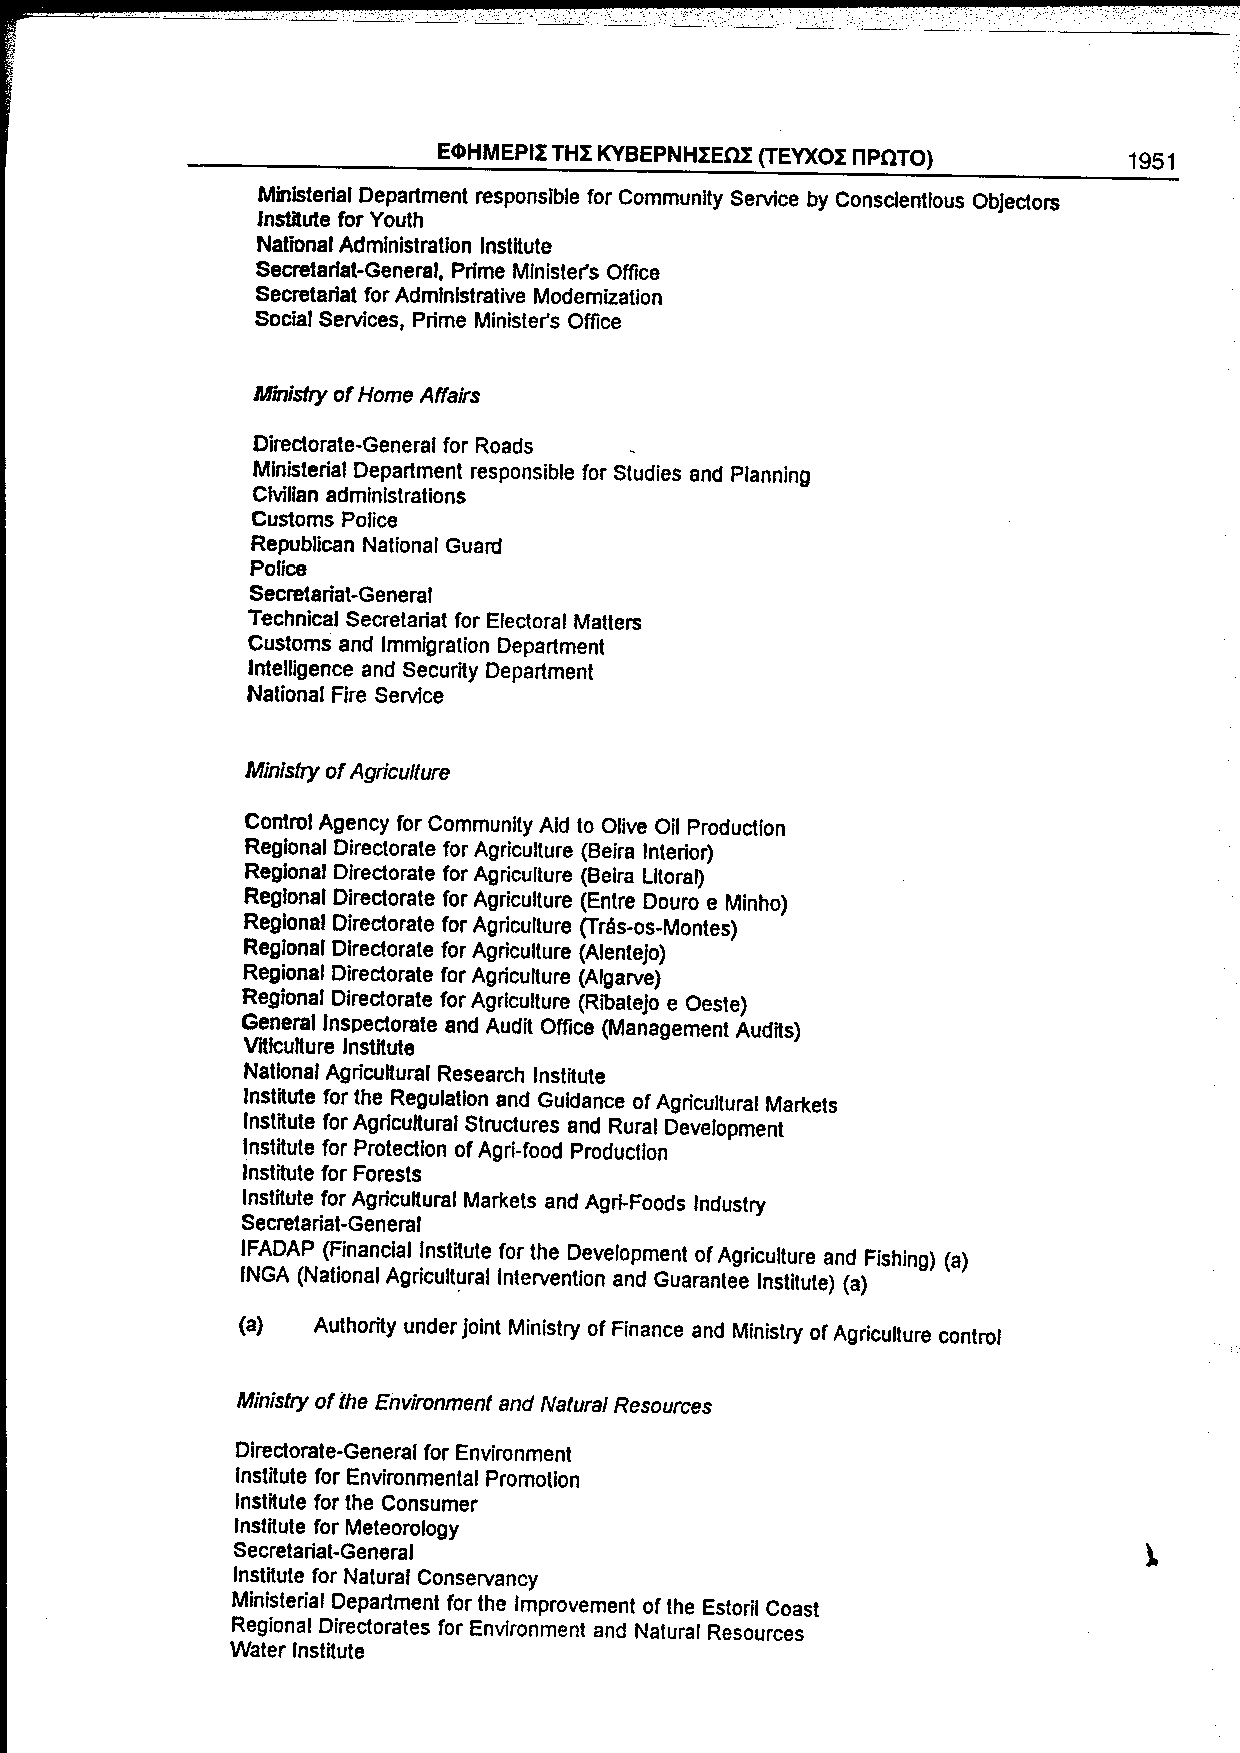 ΕΦΗΜΕΡΙΣ ΤΗΣ ΚΥΒΕΡΝΗΣΕΩΣ (ΤΕΥΧΟΣ ΠΡΩΤΟ) 1951
Ministerial Department responsible for Community Service by Conscientious Objectors
Institute for Youth
National Administration Institute
Secretariat-General, Prime Minister's Office
Secretariat for Administrative Modernization
Social Services, Prime Minister's Office
Ministry of Home Affairs
Directorate-General for Roads
Ministerial Department responsible for Studies and Planning
Civilian administrations
Customs Police
Republican National Guard
Police
Secretariat-General
Technical Secretariat for Electoral Matters
Customs and Immigration Department
Intelligence and Security Department
National Fire Service
Ministry of Agriculture
Control Agency for Community Aid to Olive Oil Production
Regional Directorate for Agriculture (Beira Interior)
Regional Directorate for Agriculture (Beira Litoral)
Regional Directorate for Agriculture (Entre Douro e Minho)
Regional Directorate for Agriculture (Trás-os-Montes)
Regional Directorate for Agriculture (Alentejo)
Regional Directorate for Agriculture (Algarve)
Regional Directorate for Agriculture (Ribatejo e Oeste)
General Inspectorate and Audit Office (Management Audits)
Viticulture Institute
National Agricultural Research Institute
Institute for the Regulation and Guidance of Agricultural Markets
Institute for Agricultural Structures and Rural Development
Institute for Protection of Agri-food Production
Institute for Forests
Institute for Agricultural Markets and Agri-Foods Industry
Secretariat-General
IFADAP (Financial Institute for the Development of Agriculture and Fishing) (a)
INGA (National Agricultural Intervention and Guarantee Institute) (a)
(a) Authority under joint Ministry of Finance and Ministry of Agriculture control
Ministry of the Environment and Natural Resources
Directorate-General for Environment
Institute for Environmental Promotion
Institute for the Consumer
Institute for Meteorology
Secretariat-General
Institute for Natural Conservancy
Ministerial Department for the Improvement of the Estoril Coast
Regional Directorates for Environment and Natural Resources
Water Institute